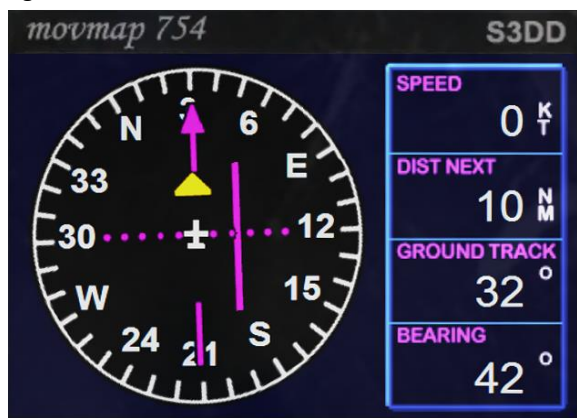 movmap 754
S3DD
N
6
E
12
15
S
21
24
W
30
33
SPEED
0 KT
DIST NEXT
10 NM
GROUND TRACK
32 °
BEARING
42 °